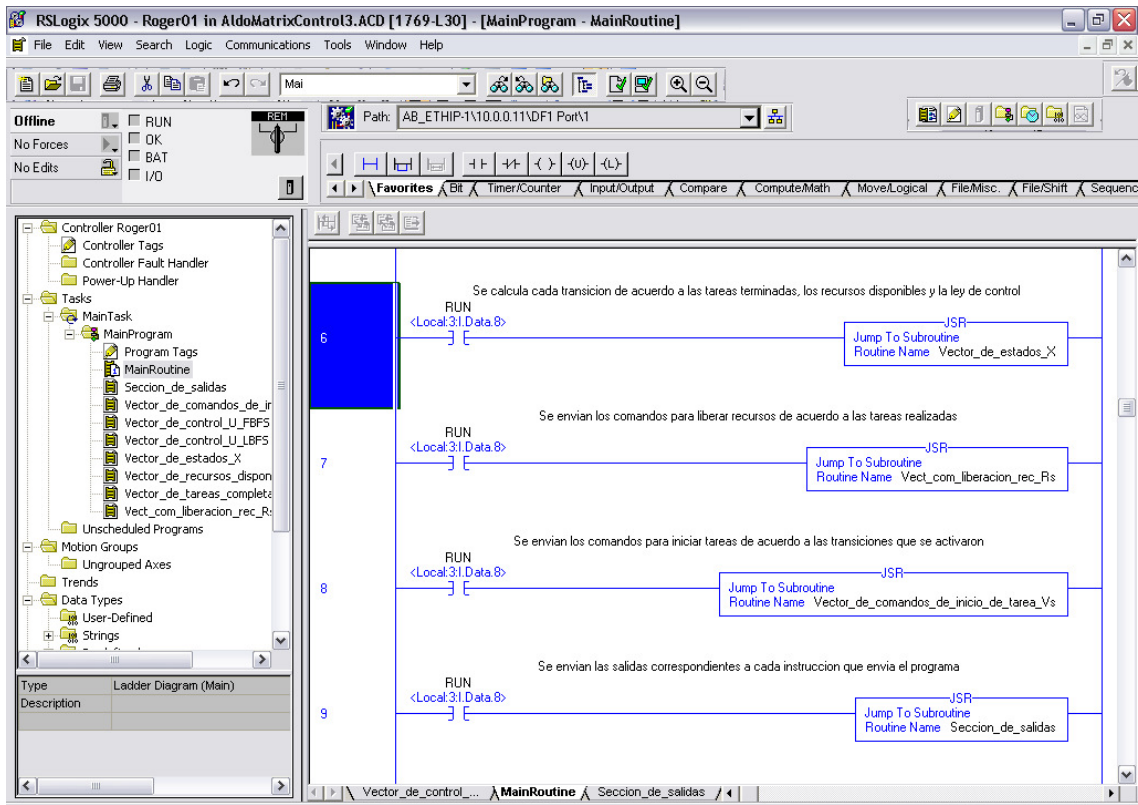 RSLogix 5000 - Roger01 in AldoMatrixControl3.ACD [1769-L30] - [MainProgram - MainRoutine]
File Edit View Search Logic Communications Tools Window Help
Mai
Offline
RUN
No Forces
OK
No Edits
BAT
I/O
REM
Path: AB_ETHIP-1\10.0.0.11\DF1 Port\1
Favorites Bit Timer/Counter Input/Output Compare Compute/Math Move/Logical File/Misc. File/Shift Sequenc
Controller Roger01
Controller Tags
Controller Fault Handler
Power-Up Handler
Tasks
MainTask
MainProgram
Program Tags
MainRoutine
Seccion_de_salidas
Vector_de_comandos_de_ir
Vector_de_control_U_FBFS
Vector_de_control_U_LBFS
Vector_de_estados_X
Vector_de_recursos_dispon
Vector_de_tareas_completa
Vect_com_liberacion_rec_R
Unscheduled Programs
Motion Groups
Ungrouped Axes
Trends
Data Types
User-Defined
Strings
Type Ladder Diagram (Main)
Description
Se calcula cada transicion de acuerdo a las tareas terminadas, los recursos disponibles y la ley de control
RUN
<Local:3:I.Data.8>
6
JSR
Jump To Subroutine
Routine Name Vector_de_estados_X
Se envian los comandos para liberar recursos de acuerdo a las tareas realizadas
RUN
<Local:3:I.Data.8>
7
JSR
Jump To Subroutine
Routine Name Vect_com_liberacion_rec_Rs
Se envian los comandos para iniciar tareas de acuerdo a las transiciones que se activaron
RUN
<Local:3:I.Data.8>
8
JSR
Jump To Subroutine
Routine Name Vector_de_comandos_de_inicio_de_tarea_Vs
Se envian las salidas correspondientes a cada instruccion que envia el programa
RUN
<Local:3:I.Data.8>
9
JSR
Jump To Subroutine
Routine Name Seccion_de_salidas
Vector_de_control_... MainRoutine Seccion_de_salidas